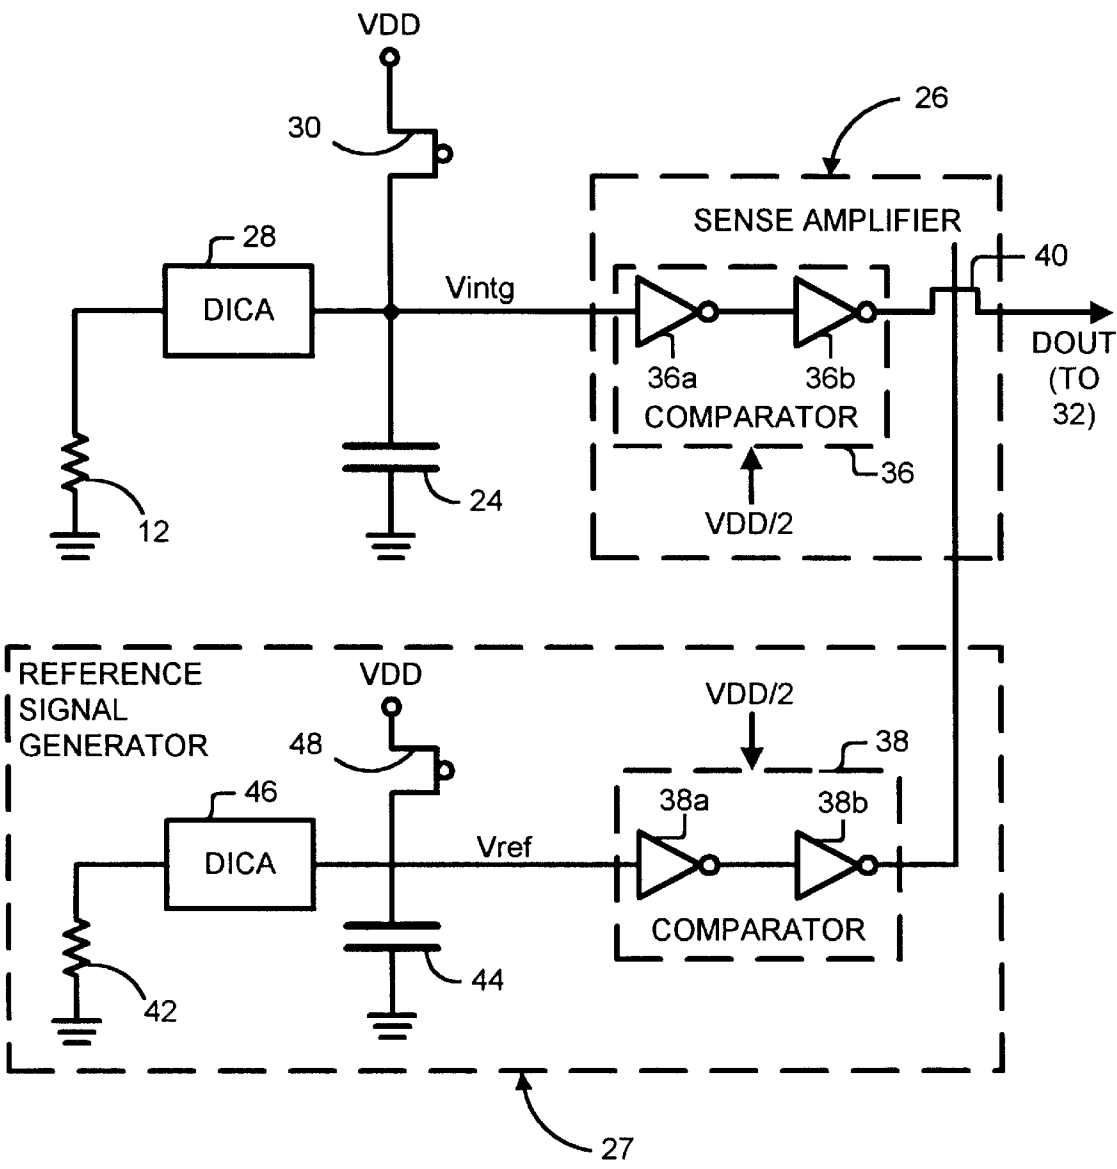 VDD
30
26
SENSE AMPLIFIER
28
DICA
Vintg
40
36a
36b
COMPARATOR
DOUT
(TO
32)
36
VDD/2
12
24
REFERENCE
SIGNAL
GENERATOR
VDD
48
VDD/2
38
46
DICA
Vref
38a
38b
COMPARATOR
42
44
27